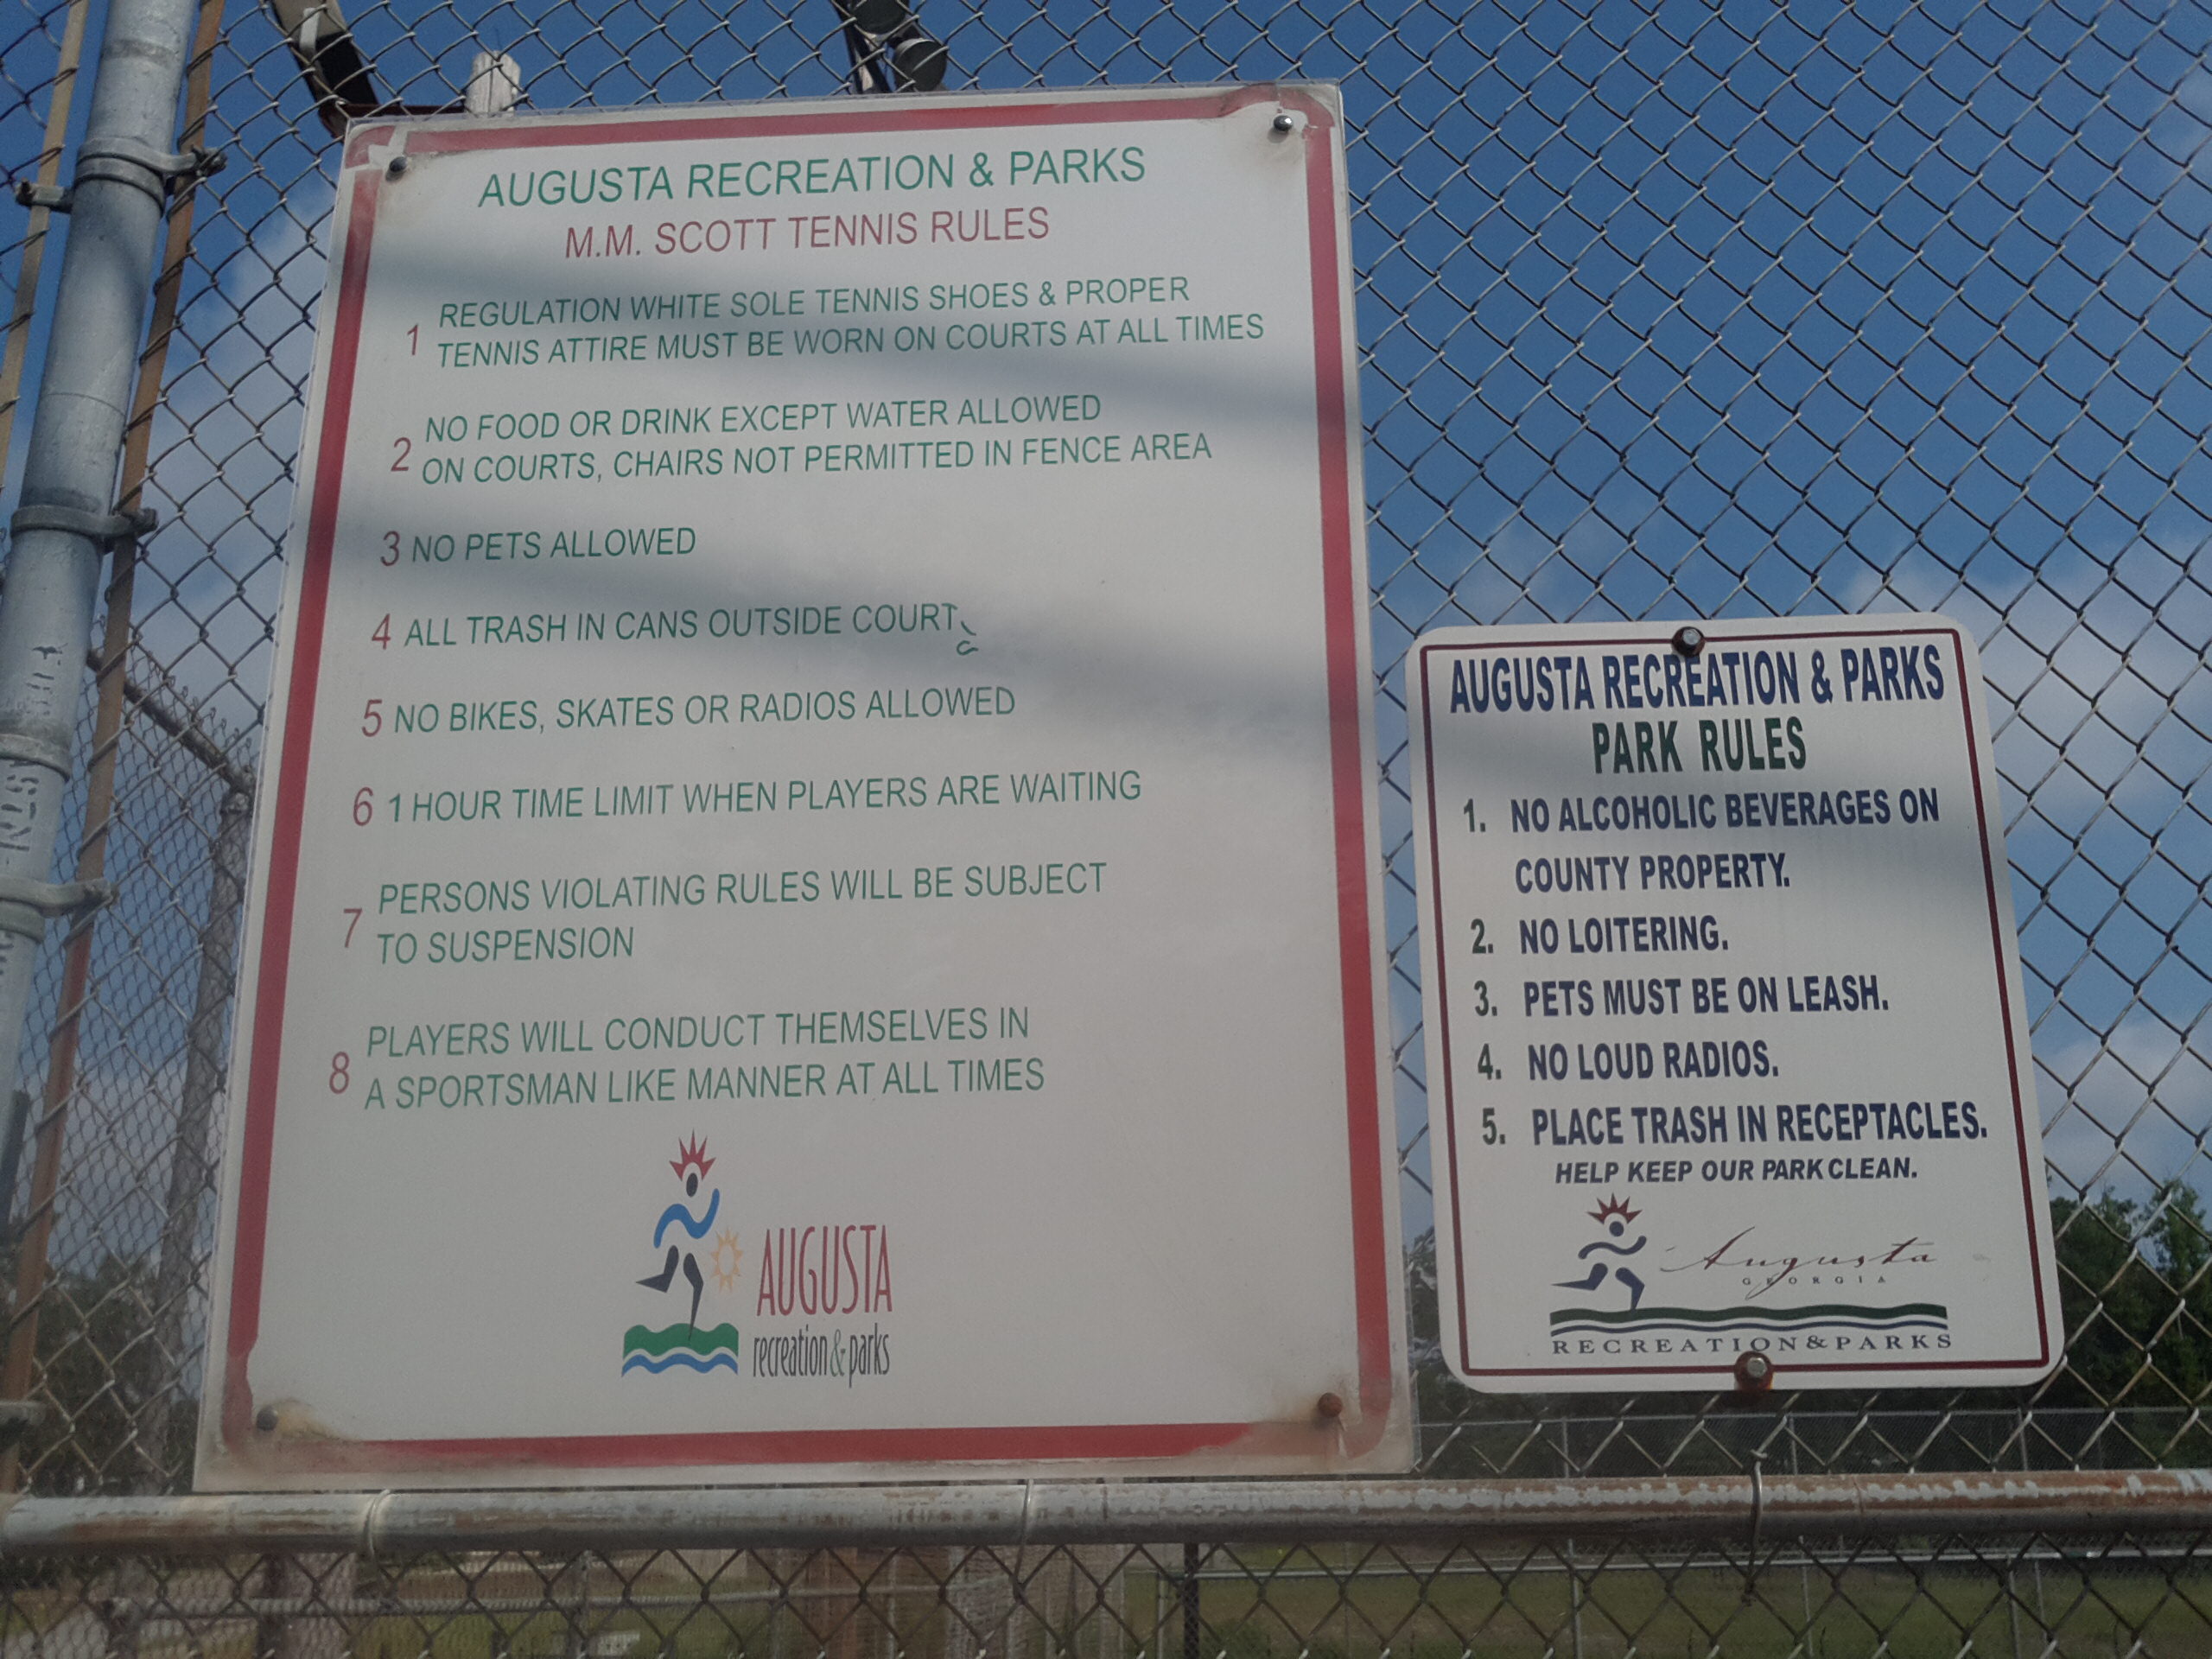 AUGUSTA RECREATION & PARKS
M.M. SCOTT TENNIS RULES
1 REGULATION WHITE SOLE TENNIS SHOES & PROPER
TENNIS ATTIRE MUST BE WORN ON COURTS AT ALL TIMES
2 NO FOOD OR DRINK EXCEPT WATER ALLOWED
ON COURTS, CHAIRS NOT PERMITTED IN FENCE AREA
3 NO PETS ALLOWED
4 ALL TRASH IN CANS OUTSIDE COURT
5 NO BIKES, SKATES OR RADIOS ALLOWED
6 1 HOUR TIME LIMIT WHEN PLAYERS ARE WAITING
7 PERSONS VIOLATING RULES WILL BE SUBJECT
TO SUSPENSION
8 PLAYERS WILL CONDUCT THEMSELVES IN
A SPORTSMAN LIKE MANNER AT ALL TIMES
AUGUSTA
recreation & parks
AUGUSTA RECREATION & PARKS
PARK RULES
1. NO ALCOHOLIC BEVERAGES ON
COUNTY PROPERTY.
2. NO LOITERING.
3. PETS MUST BE ON LEASH.
4. NO LOUD RADIOS.
5. PLACE TRASH IN RECEPTACLES.
HELP KEEP OUR PARK CLEAN.
Augusta
GEORGIA
RECREATION & PARKS